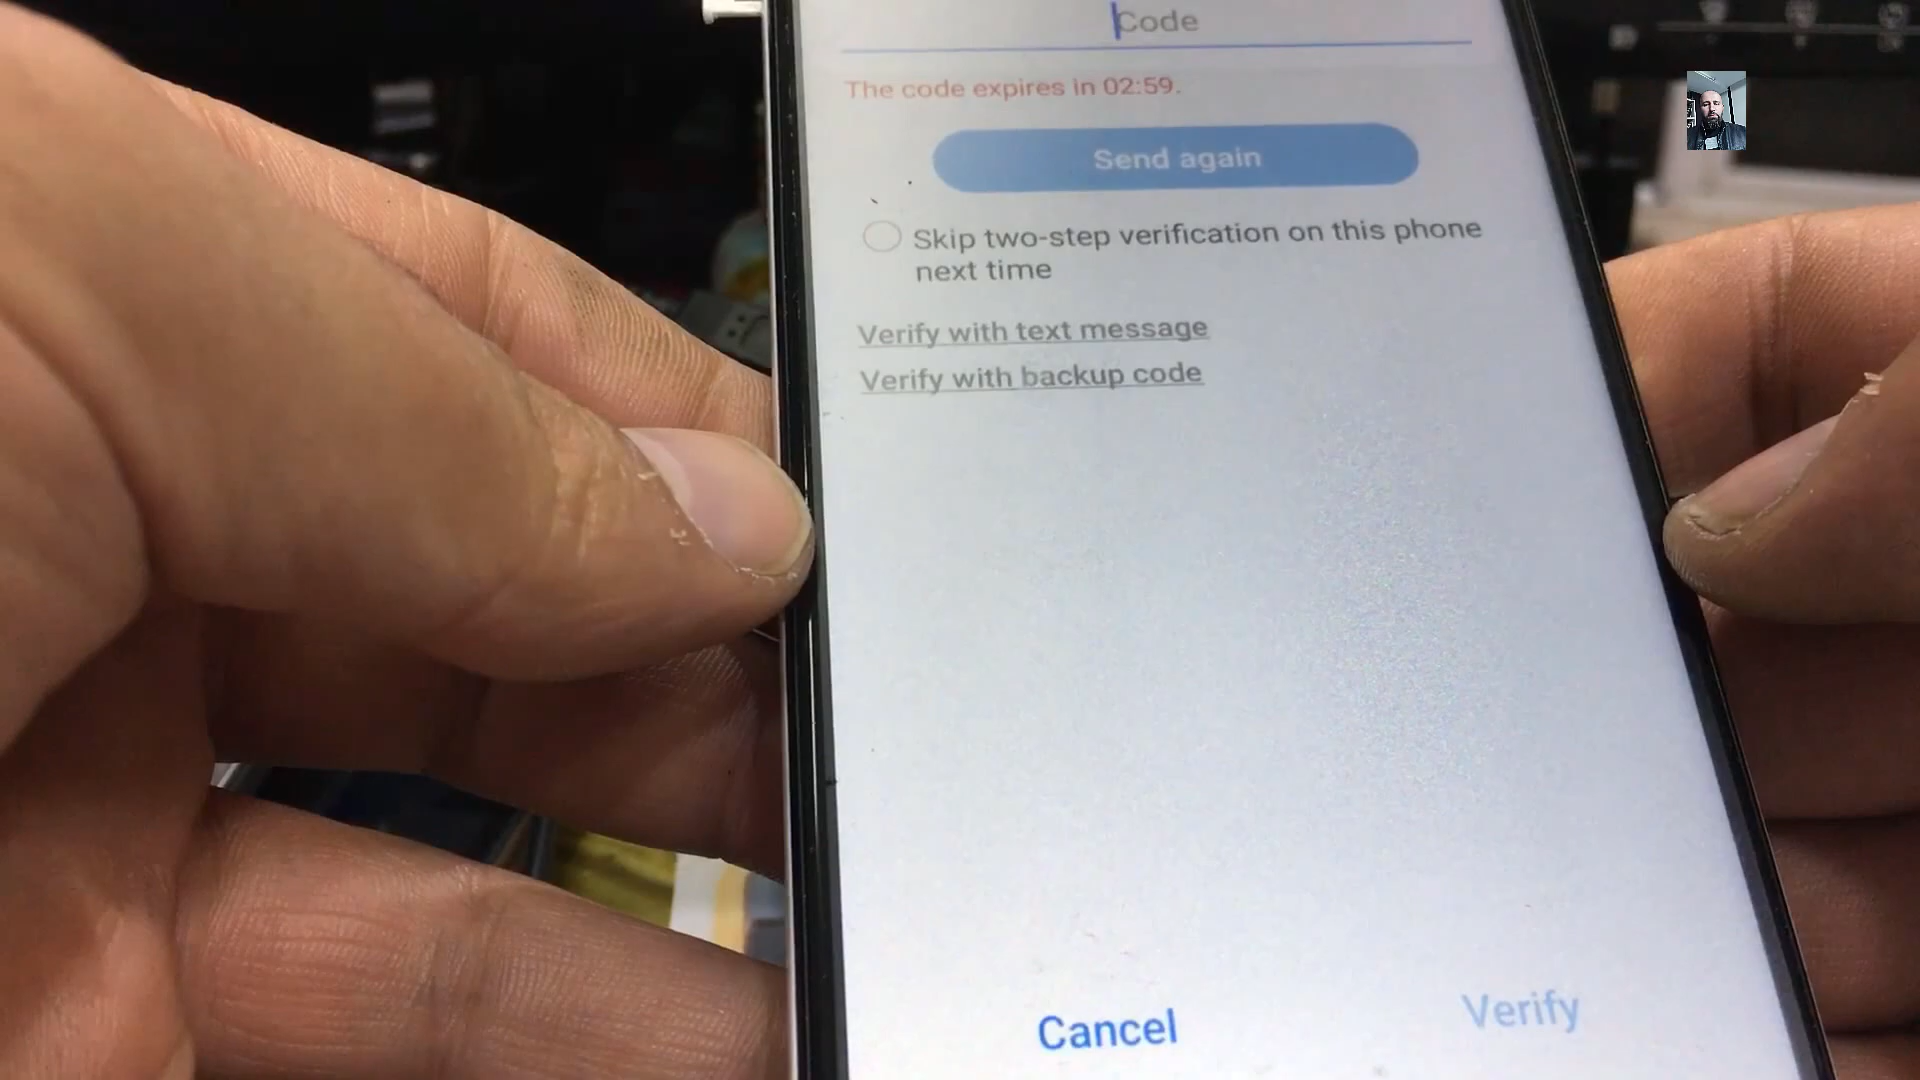 Code
The code expires in 02:59.
Send again
Skip two-step verification on this phone
next time
Verify with text message
Verify with backup code
Cancel
Verify